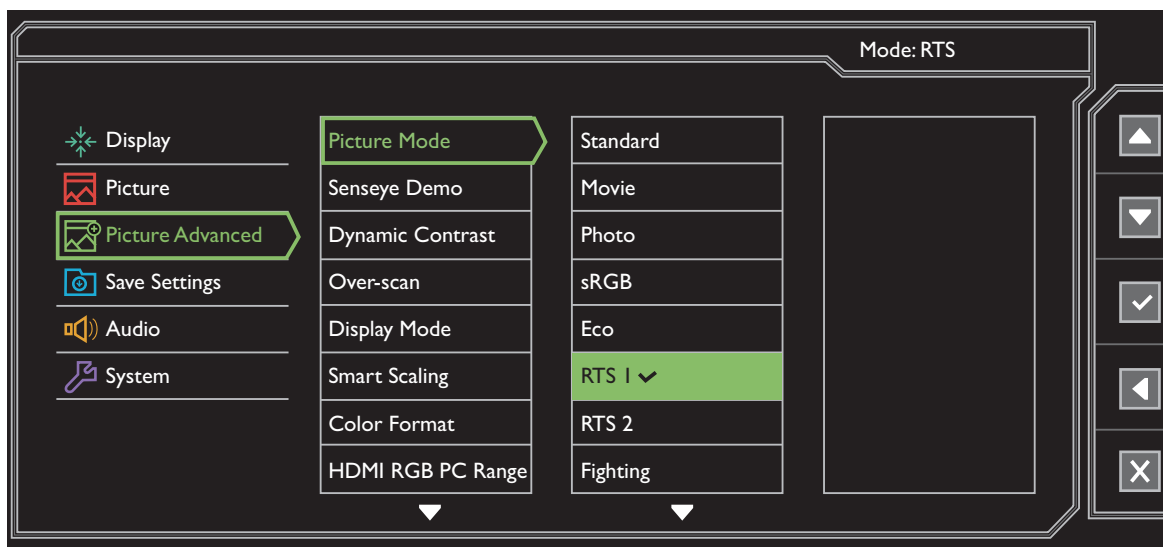 Mode: RTS
Display
Picture
Picture Advanced
Save Settings
Audio
System
Picture Mode
Senseye Demo
Dynamic Contrast
Over-scan
Display Mode
Smart Scaling
Color Format
HDMI RGB PC Range
Standard
Movie
Photo
sRGB
Eco
RTS 1
RTS 2
Fighting